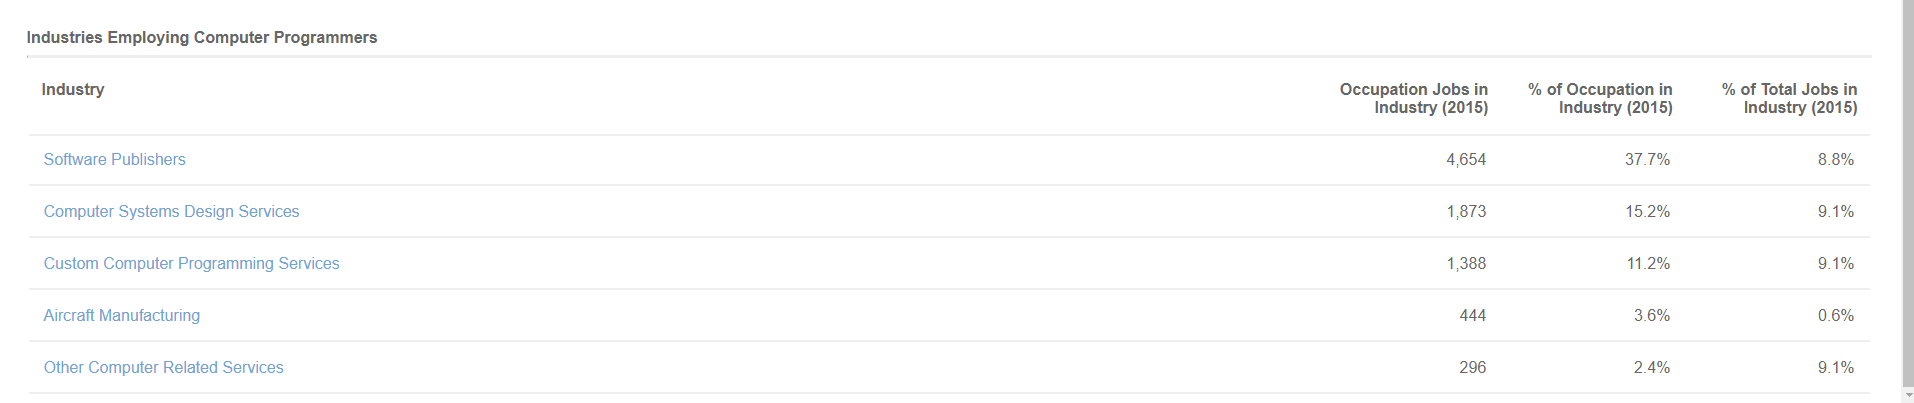 Industries Employing Computer Programmers
Industry Occupation Jobs in Industry (2015) % of Occupation in Industry (2015) % of Total Jobs in Industry (2015)
Software Publishers 4,654 37.7% 8.8%
Computer Systems Design Services 1,873 15.2% 9.1%
Custom Computer Programming Services 1,388 11.2% 9.1%
Aircraft Manufacturing 444 3.6% 0.6%
Other Computer Related Services 296 2.4% 9.1%